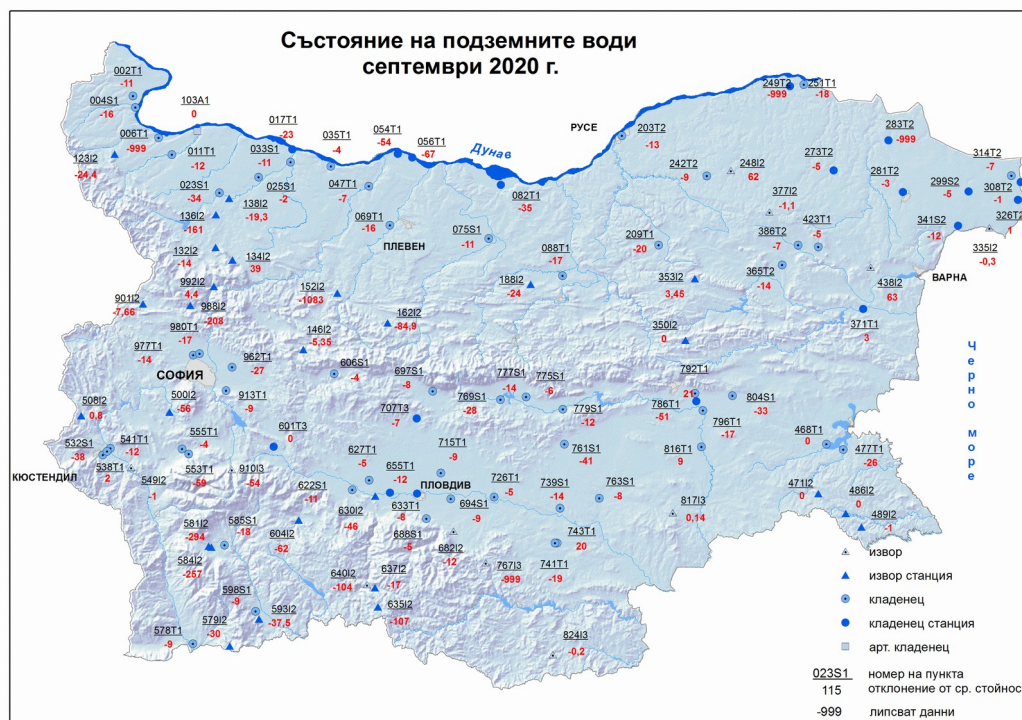 Състояние на подземните води
септември 2020 г.
002T1
-11
004S1
-16
103A1
0
006T1
-999
123I2
-24,4
011T1
-12
017T1
-23
033S1
-11
035T1
-4
054T1
-54
056T1
-67
Дунав
РУСЕ
203T2
-13
249T2
-999
251T1
-18
283T2
-999
242T2
-9
248I2
62
273T2
-5
314T2
-7
281T2
-3
299S2
-5
308T2
-1
326T2
1
377I2
-1,1
023S1
-34
138I2
-19,3
025S1
-2
047T1
-7
082T1
-35
136I2
-161
069T1
-16
ПЛЕВЕН
075S1
-11
088T1
-17
209T1
-20
386T2
-7
423T1
-5
341S2
-12
335I2
-0,3
ВАРНА
132I2
-14
134I2
39
992I2
4,4
988I2
-208
901I2
-7,66
152I2
-1083
188I2
-24
353I2
3,45
365T2
-14
438I2
63
371T1
3
162I2
-84,9
146I2
-5,35
350I2
0
980T1
-17
977T1
-14
962T1
-27
СОФИЯ
606S1
-4
697S1
-8
777S1
-14
775S1
-6
769S1
-28
779S1
-12
792T1
21
786T1
-51
804S1
-33
796T1
-17
Черно море
508I2
0,8
500I2
-56
913T1
-9
707T3
-7
601T3
0
532S1
-38
541T1
-12
555T1
-4
КЮСТЕНДИЛ
538T1
2
549I2
-1
553T1
-59
910I3
-54
627T1
-5
715T1
-9
655T1
-12
ПЛОВДИВ
761S1
-41
816T1
9
468T1
0
477T1
-26
622S1
-11
630I2
-46
633T1
-8
694S1
-9
726T1
-5
739S1
-14
763S1
-8
817I3
0,14
471I2
0
486I2
0
489I2
-1
581I2
-294
585S1
-18
604I2
-62
688S1
-5
682I2
-12
743T1
20
741T1
-19
584I2
-257
598S1
-9
593I2
-37,5
640I2
-104
637I2
-17
635I2
-107
767I3
-999
578T1
-9
579I2
-30
824I3
-0,2
извор
извор станция
кладенец
кладенец станция
арт. кладенец
023S1 номер на пункта
115 отклонение от ср. стойнос
-999 липсват данни